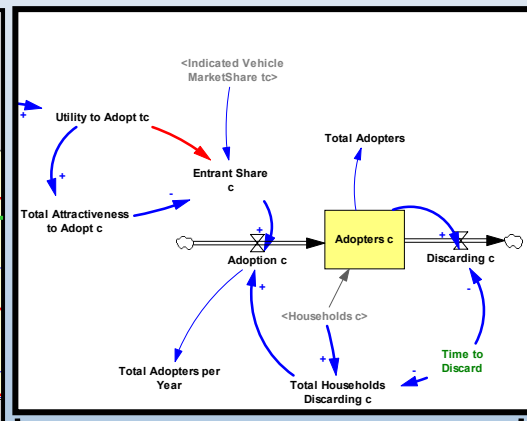 <Indicated Vehicle
MarketShare tc>
+
Utility to Adopt tc
Total Adopters
Entrant Share
c
+
-
Total Attractiveness
to Adopt c
+
Adopters c
+
Adoption c
Discarding c
+
-
<Households c>
+
Time to
Discard
-
Total Adopters per
Year
Total Households
Discarding c